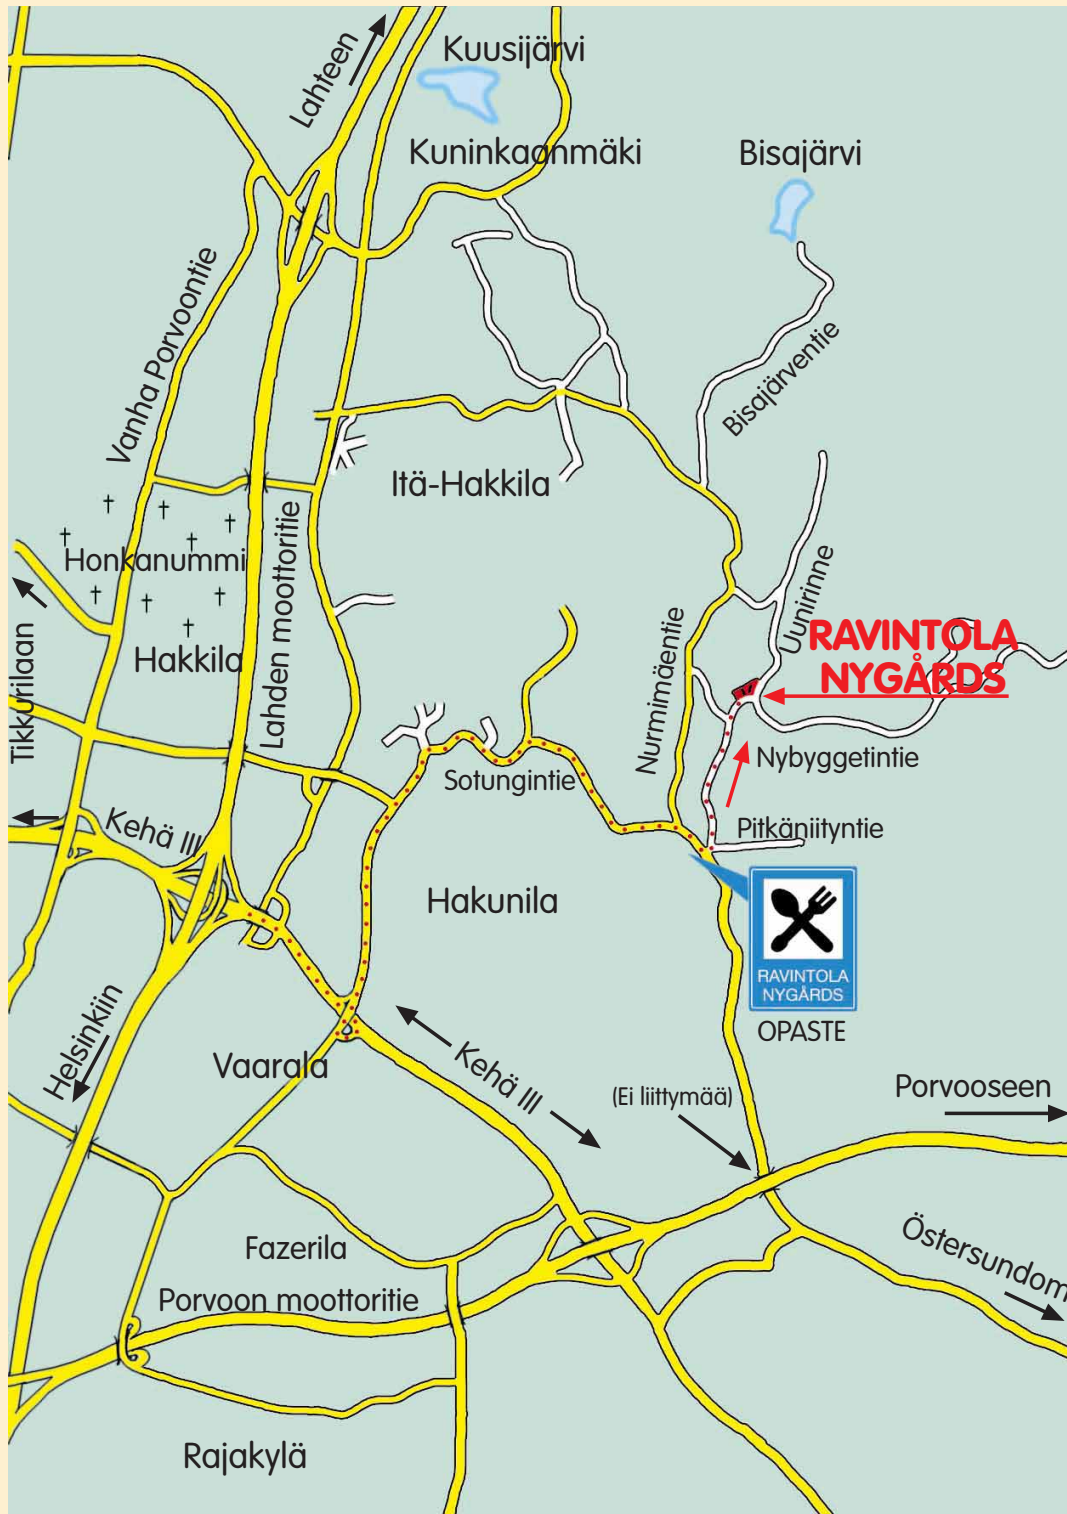 Lahteen
Kuusijärvi
Kuninkaanmäki
Bisajärvi
Vanha Porvoontie
Bisajärventie
Itä-Hakkila
Honkanummi
Lahden moottoritie
Uunirinne
Hakkila
Tikkurilaan
Nurmimäentie
RAVINTOLA
NYGÅRDS
Sotungintie
Nybyggetintie
Kehä III
Pitkäniityntie
Hakunila
RAVINTOLA
NYGÅRDS
OPASTE
Helsinkiin
Vaarala
Kehä III
(Ei liittymää)
Porvooseen
Fazerila
Östersundom
Porvoon moottoritie
Rajakylä